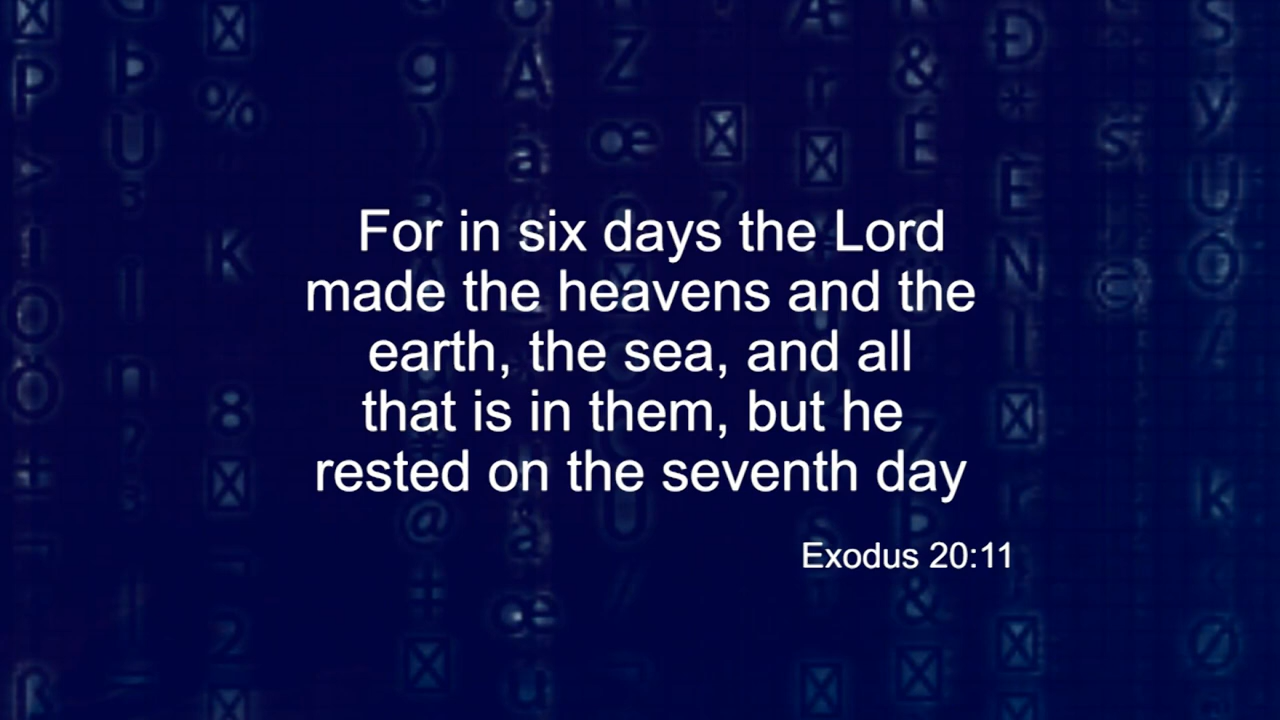 For in six days the Lord
made the heavens and the
earth, the sea, and all
that is in them, but he
rested on the seventh day
Exodus 20:11